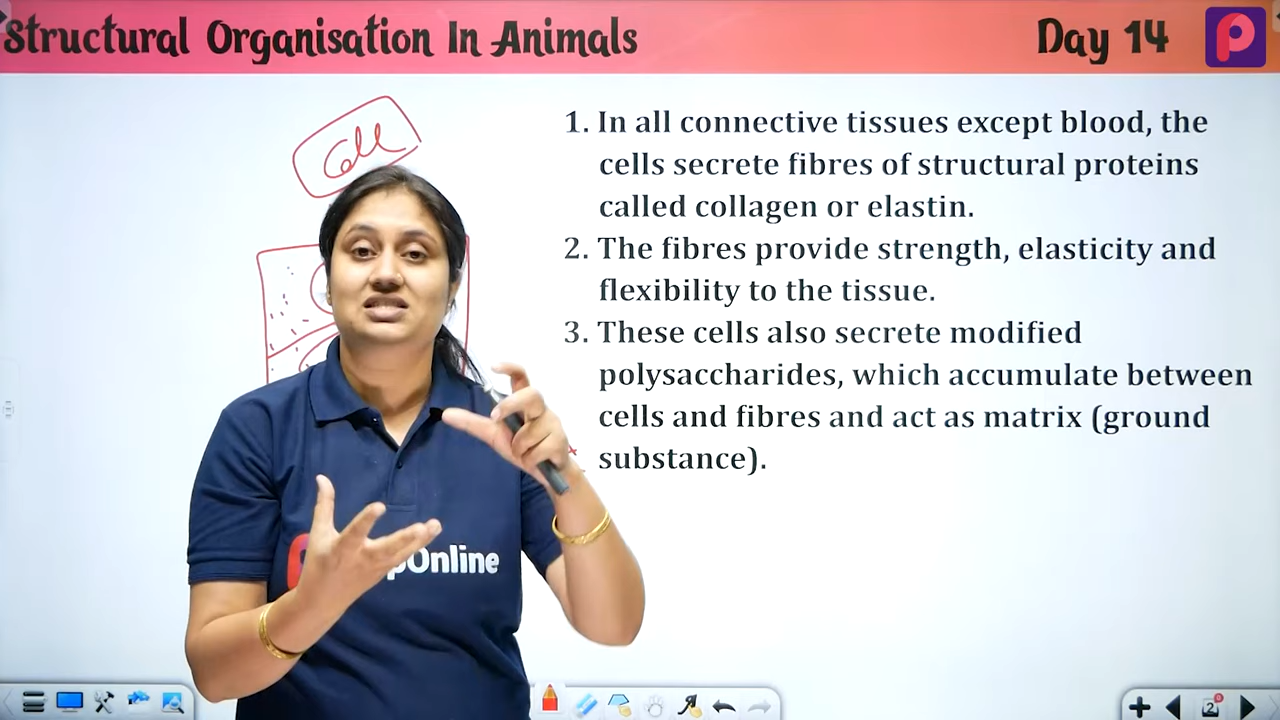 Structural Organisation In Animals
Day 14
Cell
1. In all connective tissues except blood, the
cells secrete fibres of structural proteins
called collagen or elastin.
2. The fibres provide strength, elasticity and
flexibility to the tissue.
3. These cells also secrete modified
polysaccharides, which accumulate between
cells and fibres and act as matrix (ground
substance).
pOnline
2